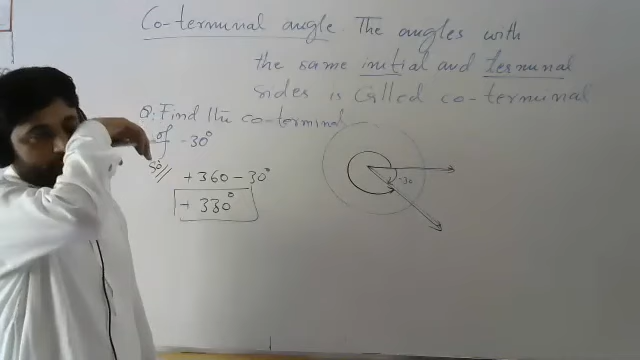 Co-terminal angle. The angles with
the same initial and terminal
sides is called co-terminal
Q: Find the co-terminal
of -30°
Sol
+360-30°
+330°
-30